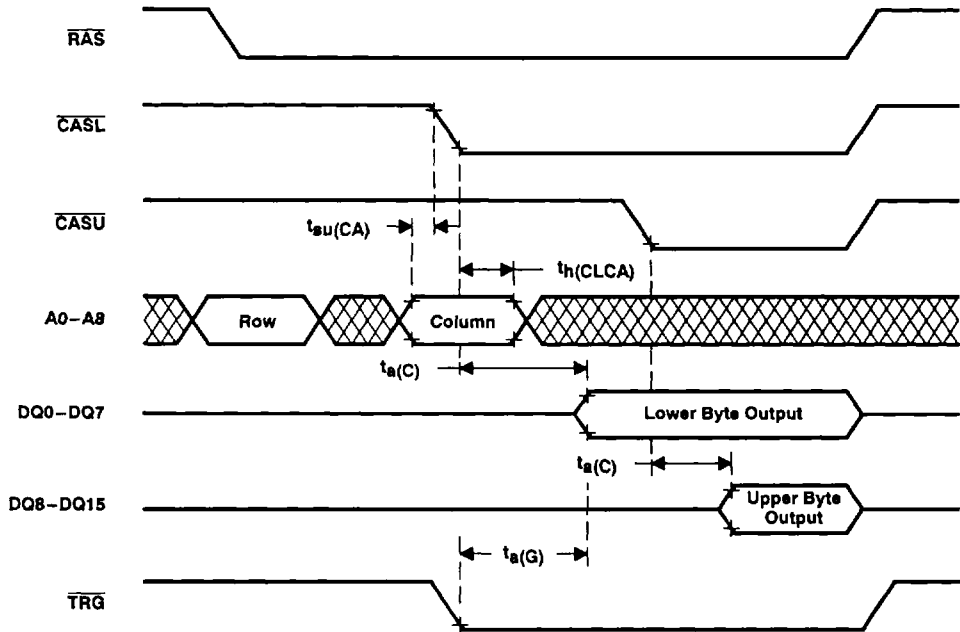 RAS
CASL
CASU
tsu(CA)
th(CLCA)
A0–A8
Row
Column
ta(C)
DQ0–DQ7
Lower Byte Output
ta(C)
DQ8–DQ15
Upper Byte
Output
ta(G)
TRG